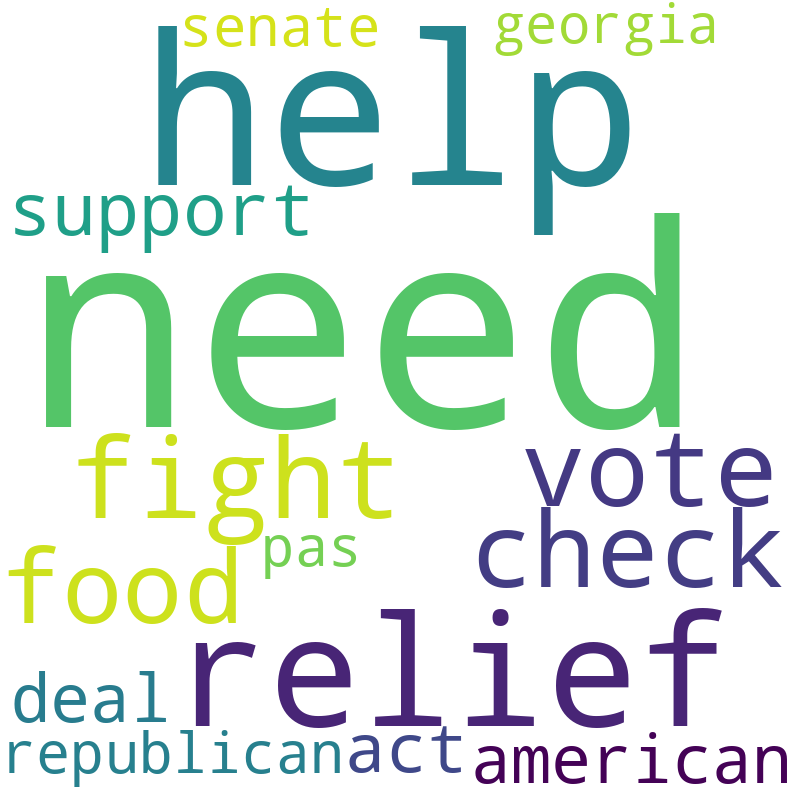 senate georgia
help
support
need
fight vote
pas check
food
relief
deal
republican act american